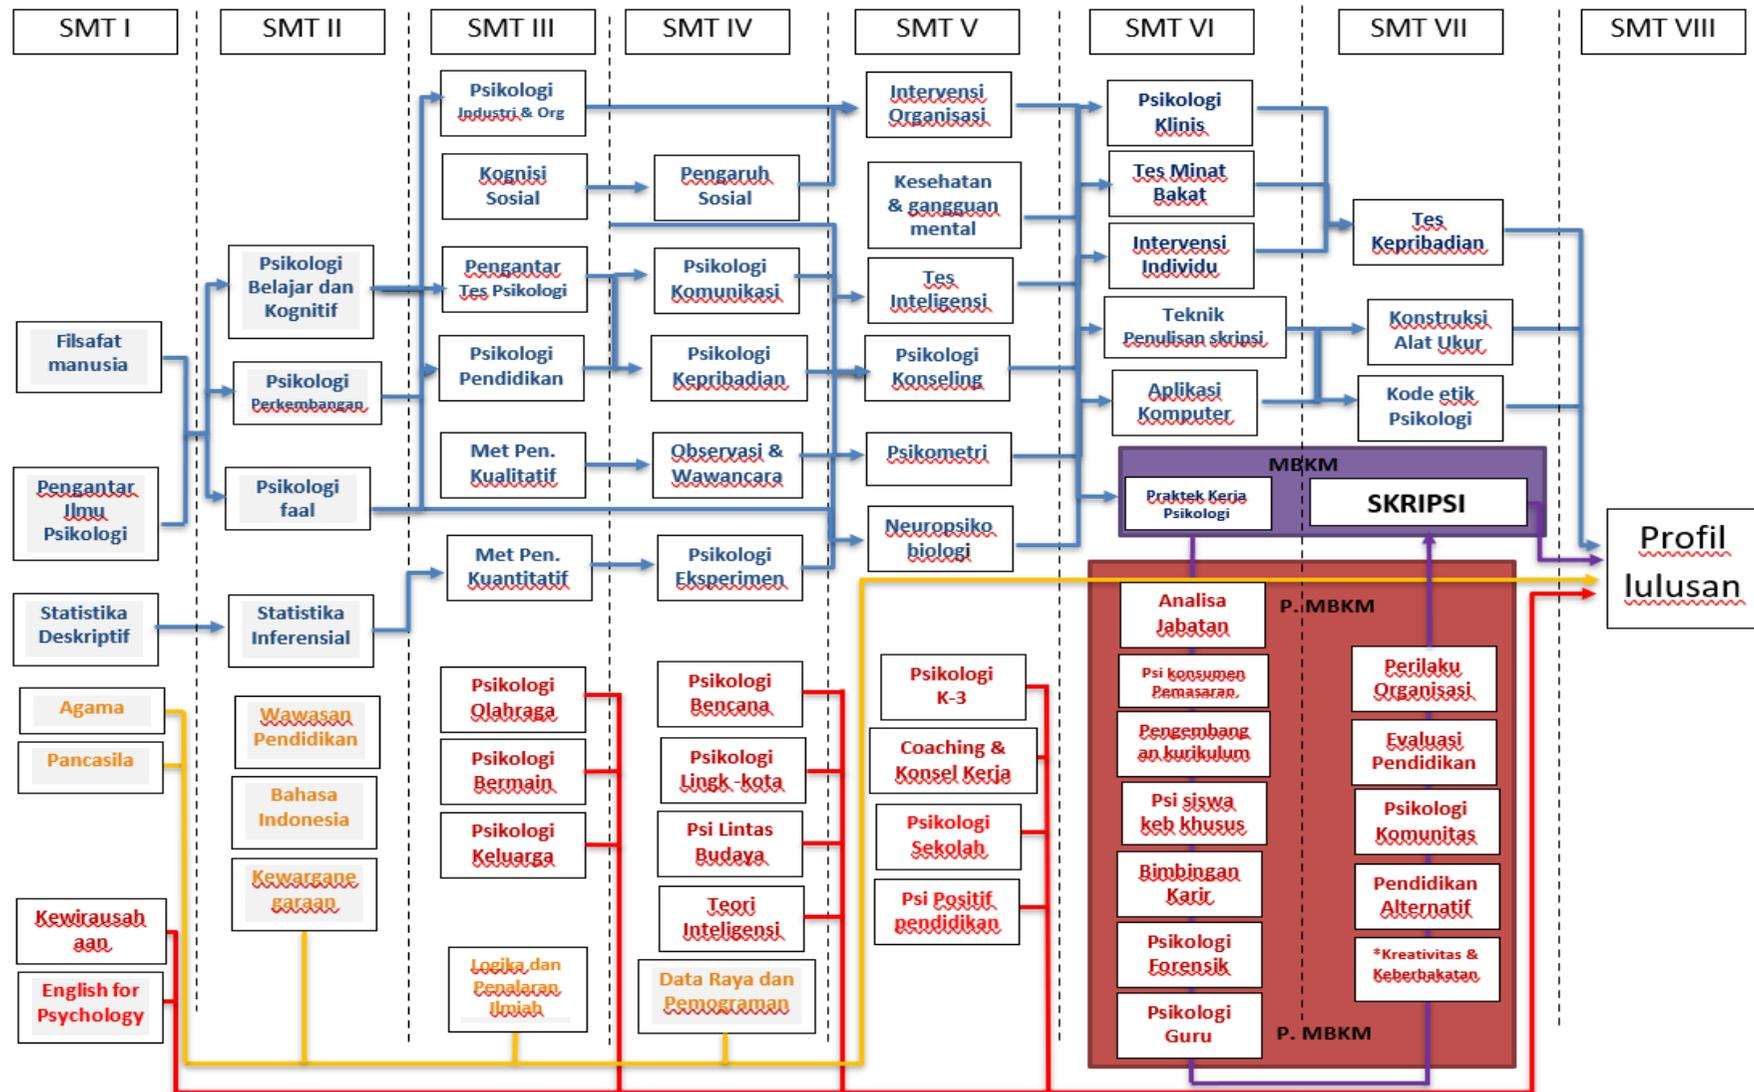 SMT I
SMT II
SMT III
SMT IV
SMT V
SMT VI
SMT VII
SMT VIII
Filsafat
manusia
Pengantar
Ilmu
Psikologi
Statistika
Deskriptif
Agama
Pancasila
Kewirausah
aan
English for
Psychology
Psikologi
Belajar dan
Kognitif
Psikologi
Perkembangan
Psikologi
faal
Statistika
Inferensial
Wawasan
Pendidikan
Bahasa
Indonesia
Kewargane
garaan
Psikologi
Industri & Org
Kognisi
Sosial
Pengantar
Tes Psikologi
Psikologi
Pendidikan
Met Pen.
Kualitatif
Met Pen.
Kuantitatif
Psikologi
Olahraga
Psikologi
Bermain
Psikologi
Keluarga
Logika dan
Penalaran
Ilmiah
Pengaruh
Sosial
Psikologi
Komunikasi
Psikologi
Kepribadian
Observasi &
Wawancara
Psikologi
Eksperimen
Psikologi
Bencana
Psikologi
Lingk -kota
Psi Lintas
Budaya
Teori
Inteligensi
Data Raya dan
Pemograman
Intervensi
Organisasi
Kesehatan
& gangguan
mental
Tes
Inteligensi
Psikologi
Konseling
Psikometri
Neuropsiko
biologi
Psikologi
K-3
Coaching &
Konsel Kerja
Psikologi
Sekolah
Psi Positif
pendidikan
Psikologi
Klinis
Tes Minat
Bakat
Intervensi
Individu
Teknik
Penulisan skripsi
Aplikasi
Komputer
MBKM
Praktek Kerja
Psikologi
SKRIPSI
Analisa
Jabatan
P. MBKM
Psi konsumen
Pemasaran
Pengembang
an kurikulum
Psi siswa
keb khusus
Bimbingan
Karir
Psikologi
Forensik
Psikologi
Guru
P. MBKM
Tes
Kepribadian
Konstruksi
Alat Ukur
Kode etik
Psikologi
Perilaku
Organisasi
Evaluasi
Pendidikan
Psikologi
Komunitas
Pendidikan
Alternatif
*Kreativitas &
Keberbakatan
Profil
lulusan